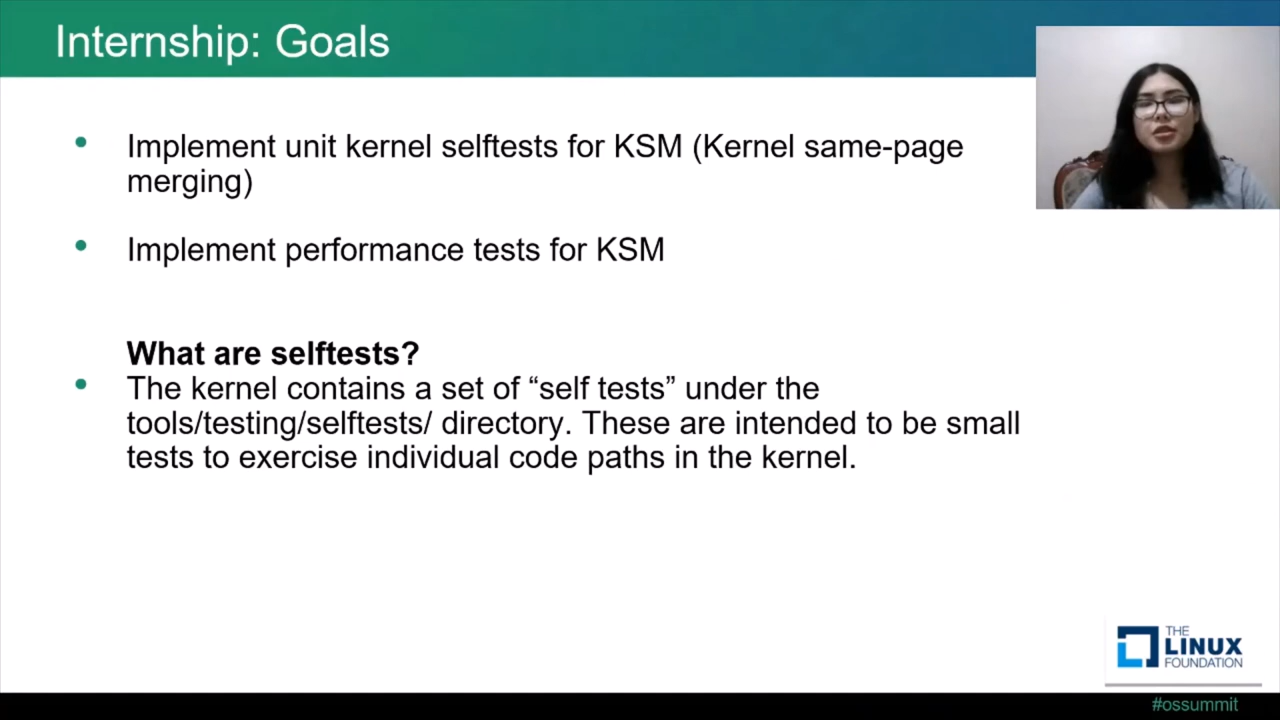 Internship: Goals
• Implement unit kernel selftests for KSM (Kernel same-page
merging)
• Implement performance tests for KSM
What are selftests?
• The kernel contains a set of “self tests” under the
tools/testing/selftests/ directory. These are intended to be small
tests to exercise individual code paths in the kernel.
THE
LINUX
FOUNDATION
#ossummit